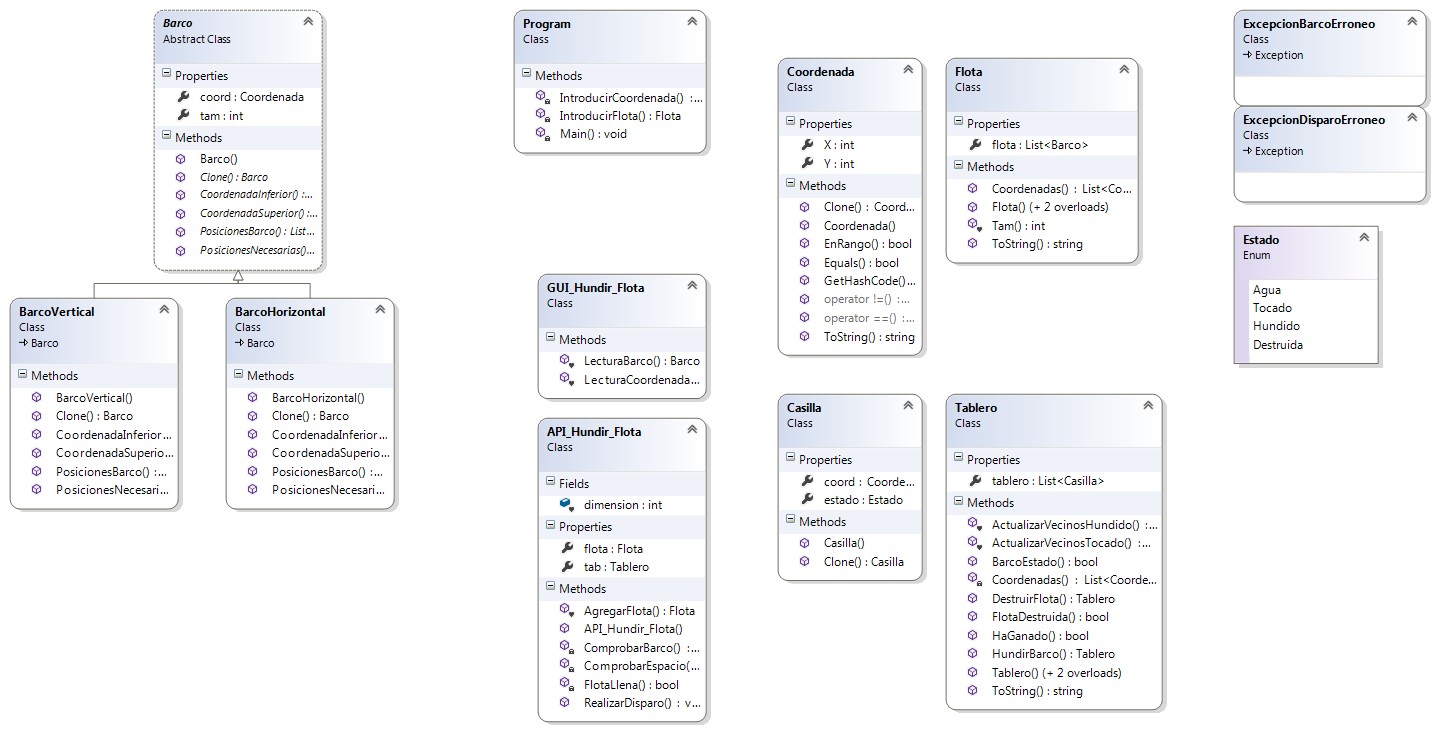 Barco
Abstract Class
Properties
coord : Coordenada
tam : int
Methods
Barco()
Clone() : Barco
CoordenadaInferior() :...
CoordenadaSuperior() :...
PosicionesBarco() : List...
PosicionesNecesarias()...
BarcoVertical
Class
Barco
Methods
BarcoVertical()
Clone() : Barco
CoordenadaInferior...
CoordenadaSuperio...
PosicionesBarco() :...
PosicionesNecesari...
BarcoHorizontal
Class
Barco
Methods
BarcoHorizontal()
Clone() : Barco
CoordenadaInferior...
CoordenadaSuperio...
PosicionesBarco() :...
PosicionesNecesari...
Program
Class
Methods
IntroducirCoordenada() :...
IntroducirFlota() : Flota
Main() : void
GUI_Hundir_Flota
Class
Methods
LecturaBarco() : Barco
LecturaCoordenada...
API_Hundir_Flota
Class
Fields
dimension : int
Properties
flota : Flota
tab : Tablero
Methods
AgregarFlota() : Flota
API_Hundir_Flota()
ComprobarBarco() :...
ComprobarEspacio(...
FlotaLlena() : bool
RealizarDisparo() : v...
Coordenada
Class
Properties
X : int
Y : int
Methods
Clone() : Coord...
Coordenada()
EnRango() : bool
Equals() : bool
GetHashCode()...
operator !=() :...
operator ==() :...
ToString() : string
Flota
Class
Properties
flota : List<Barco>
Methods
Coordenadas() : List<Co...
Flota() (+ 2 overloads)
Tam() : int
ToString() : string
Casilla
Class
Properties
coord : Coorde...
estado : Estado
Methods
Casilla()
Clone() : Casilla
Tablero
Class
Properties
tablero : List<Casilla>
Methods
ActualizarVecinosHundido() :...
ActualizarVecinosTocado() :...
BarcoEstado() : bool
Coordenadas() : List<Coorde...
DestruirFlota() : Tablero
FlotaDestruida() : bool
HaGanado() : bool
HundirBarco() : Tablero
Tablero() (+ 2 overloads)
ToString() : string
ExcepcionBarcoErroneo
Class
Exception
ExcepcionDisparoErroneo
Class
Exception
Estado
Enum
Agua
Tocado
Hundido
Destruida